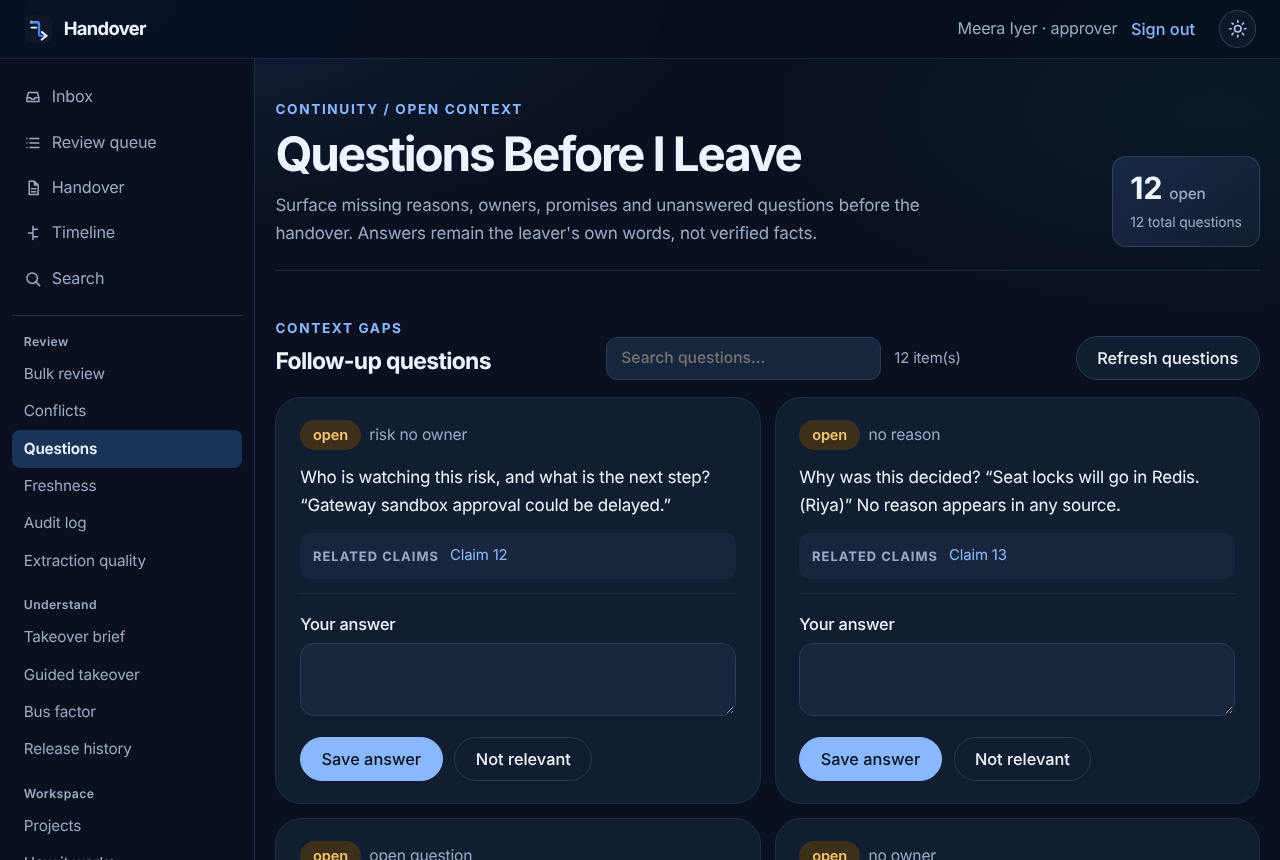 Handover
Meera Iyer · approver
Sign out
Inbox
Review queue
Handover
Timeline
Search
Review
Bulk review
Conflicts
Questions
Freshness
Audit log
Extraction quality
Understand
Takeover brief
Guided takeover
Bus factor
Release history
Workspace
Projects
How it works
CONTINUITY / OPEN CONTEXT
Questions Before I Leave
Surface missing reasons, owners, promises and unanswered questions before the
handover. Answers remain the leaver's own words, not verified facts.
12 open
12 total questions
CONTEXT GAPS
Follow-up questions
Search questions...
12 item(s)
Refresh questions
open risk no owner
Who is watching this risk, and what is the next step?
“Gateway sandbox approval could be delayed.”
RELATED CLAIMS Claim 12
Your answer
Save answer
Not relevant
open no reason
Why was this decided? “Seat locks will go in Redis.
(Riya)” No reason appears in any source.
RELATED CLAIMS Claim 13
Your answer
Save answer
Not relevant
open open question
open no owner